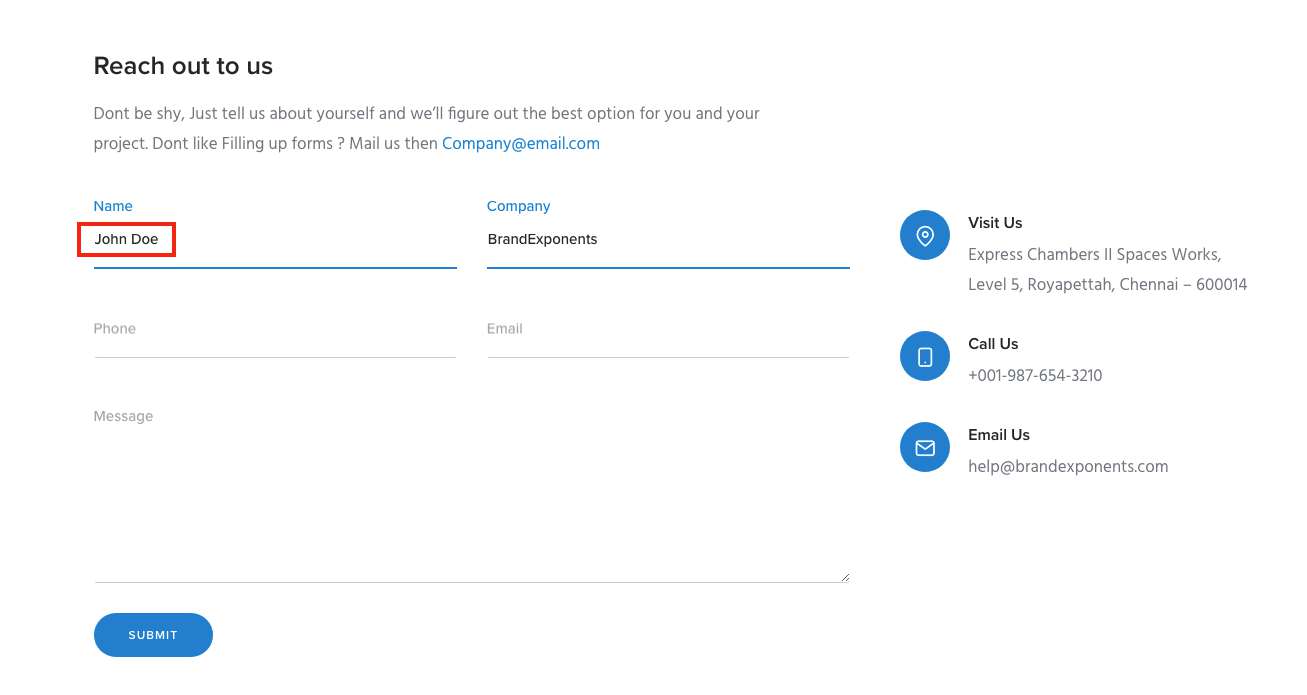 Reach out to us
Dont be shy, Just tell us about yourself and we’ll figure out the best option for you and your
project. Dont like Filling up forms ? Mail us then Company@email.com
Name
John Doe
Company
BrandExponents
Phone
Email
Message
SUBMIT
Visit Us
Express Chambers II Spaces Works,
Level 5, Royapettah, Chennai – 600014
Call Us
+001-987-654-3210
Email Us
help@brandexponents.com